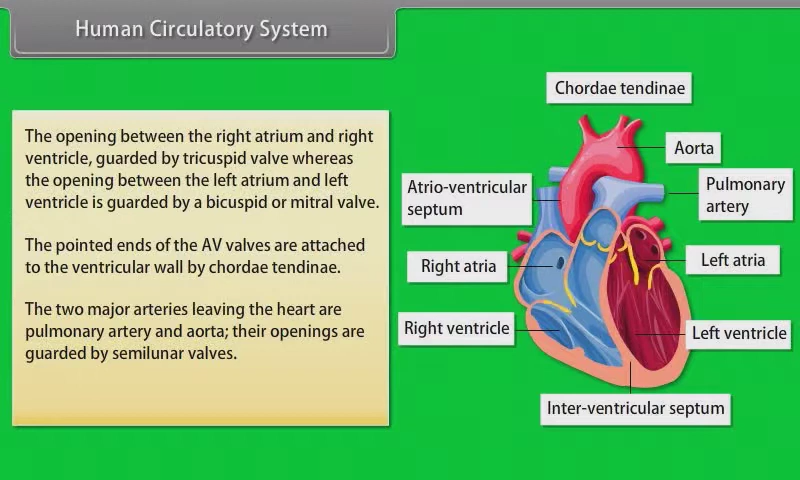 Human Circulatory System
The opening between the right atrium and right
ventricle, guarded by tricuspid valve whereas
the opening between the left atrium and left
ventricle is guarded by a bicuspid or mitral valve.
The pointed ends of the AV valves are attached
to the ventricular wall by chordae tendinae.
The two major arteries leaving the heart are
pulmonary artery and aorta; their openings are
guarded by semilunar valves.
Chordae tendinae
Aorta
Atrio-ventricular
septum
Pulmonary
artery
Right atria
Left atria
Right ventricle
Left ventricle
Inter-ventricular septum